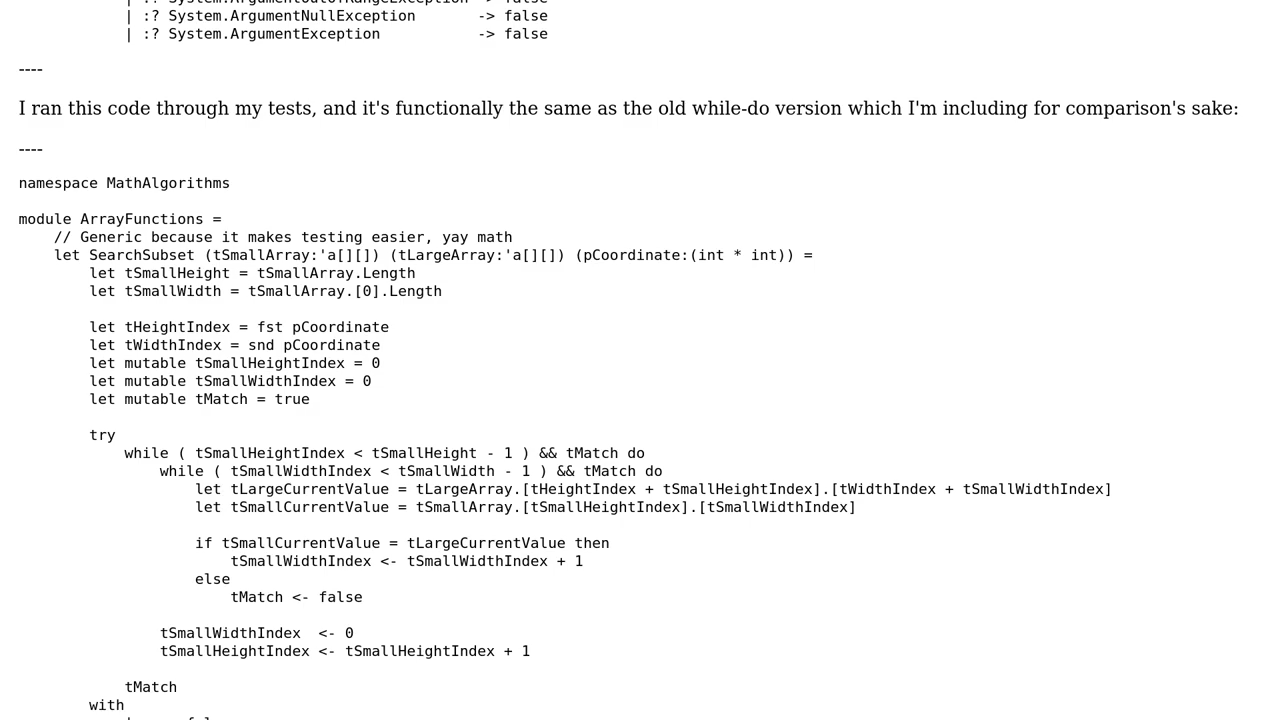 | :? System.ArgumentOutOfRangeException -> false
| :? System.ArgumentNullException       -> false
| :? System.ArgumentException           -> false
----
I ran this code through my tests, and it's functionally the same as the old while-do version which I'm including for comparison's sake:
----
namespace MathAlgorithms
module ArrayFunctions =
    // Generic because it makes testing easier, yay math
    let SearchSubset (tSmallArray:'a[][]) (tLargeArray:'a[][]) (pCoordinate:(int * int)) =
        let tSmallHeight = tSmallArray.Length
        let tSmallWidth = tSmallArray.[0].Length
        let tHeightIndex = fst pCoordinate
        let tWidthIndex = snd pCoordinate
        let mutable tSmallHeightIndex = 0
        let mutable tSmallWidthIndex = 0
        let mutable tMatch = true
        try
            while ( tSmallHeightIndex < tSmallHeight - 1 ) && tMatch do
                while ( tSmallWidthIndex < tSmallWidth - 1 ) && tMatch do
                    let tLargeCurrentValue = tLargeArray.[tHeightIndex + tSmallHeightIndex].[tWidthIndex + tSmallWidthIndex]
                    let tSmallCurrentValue = tSmallArray.[tSmallHeightIndex].[tSmallWidthIndex]
                    if tSmallCurrentValue = tLargeCurrentValue then
                        tSmallWidthIndex <- tSmallWidthIndex + 1
                    else
                        tMatch <- false
                tSmallWidthIndex  <- 0
                tSmallHeightIndex <- tSmallHeightIndex + 1
            tMatch
        with